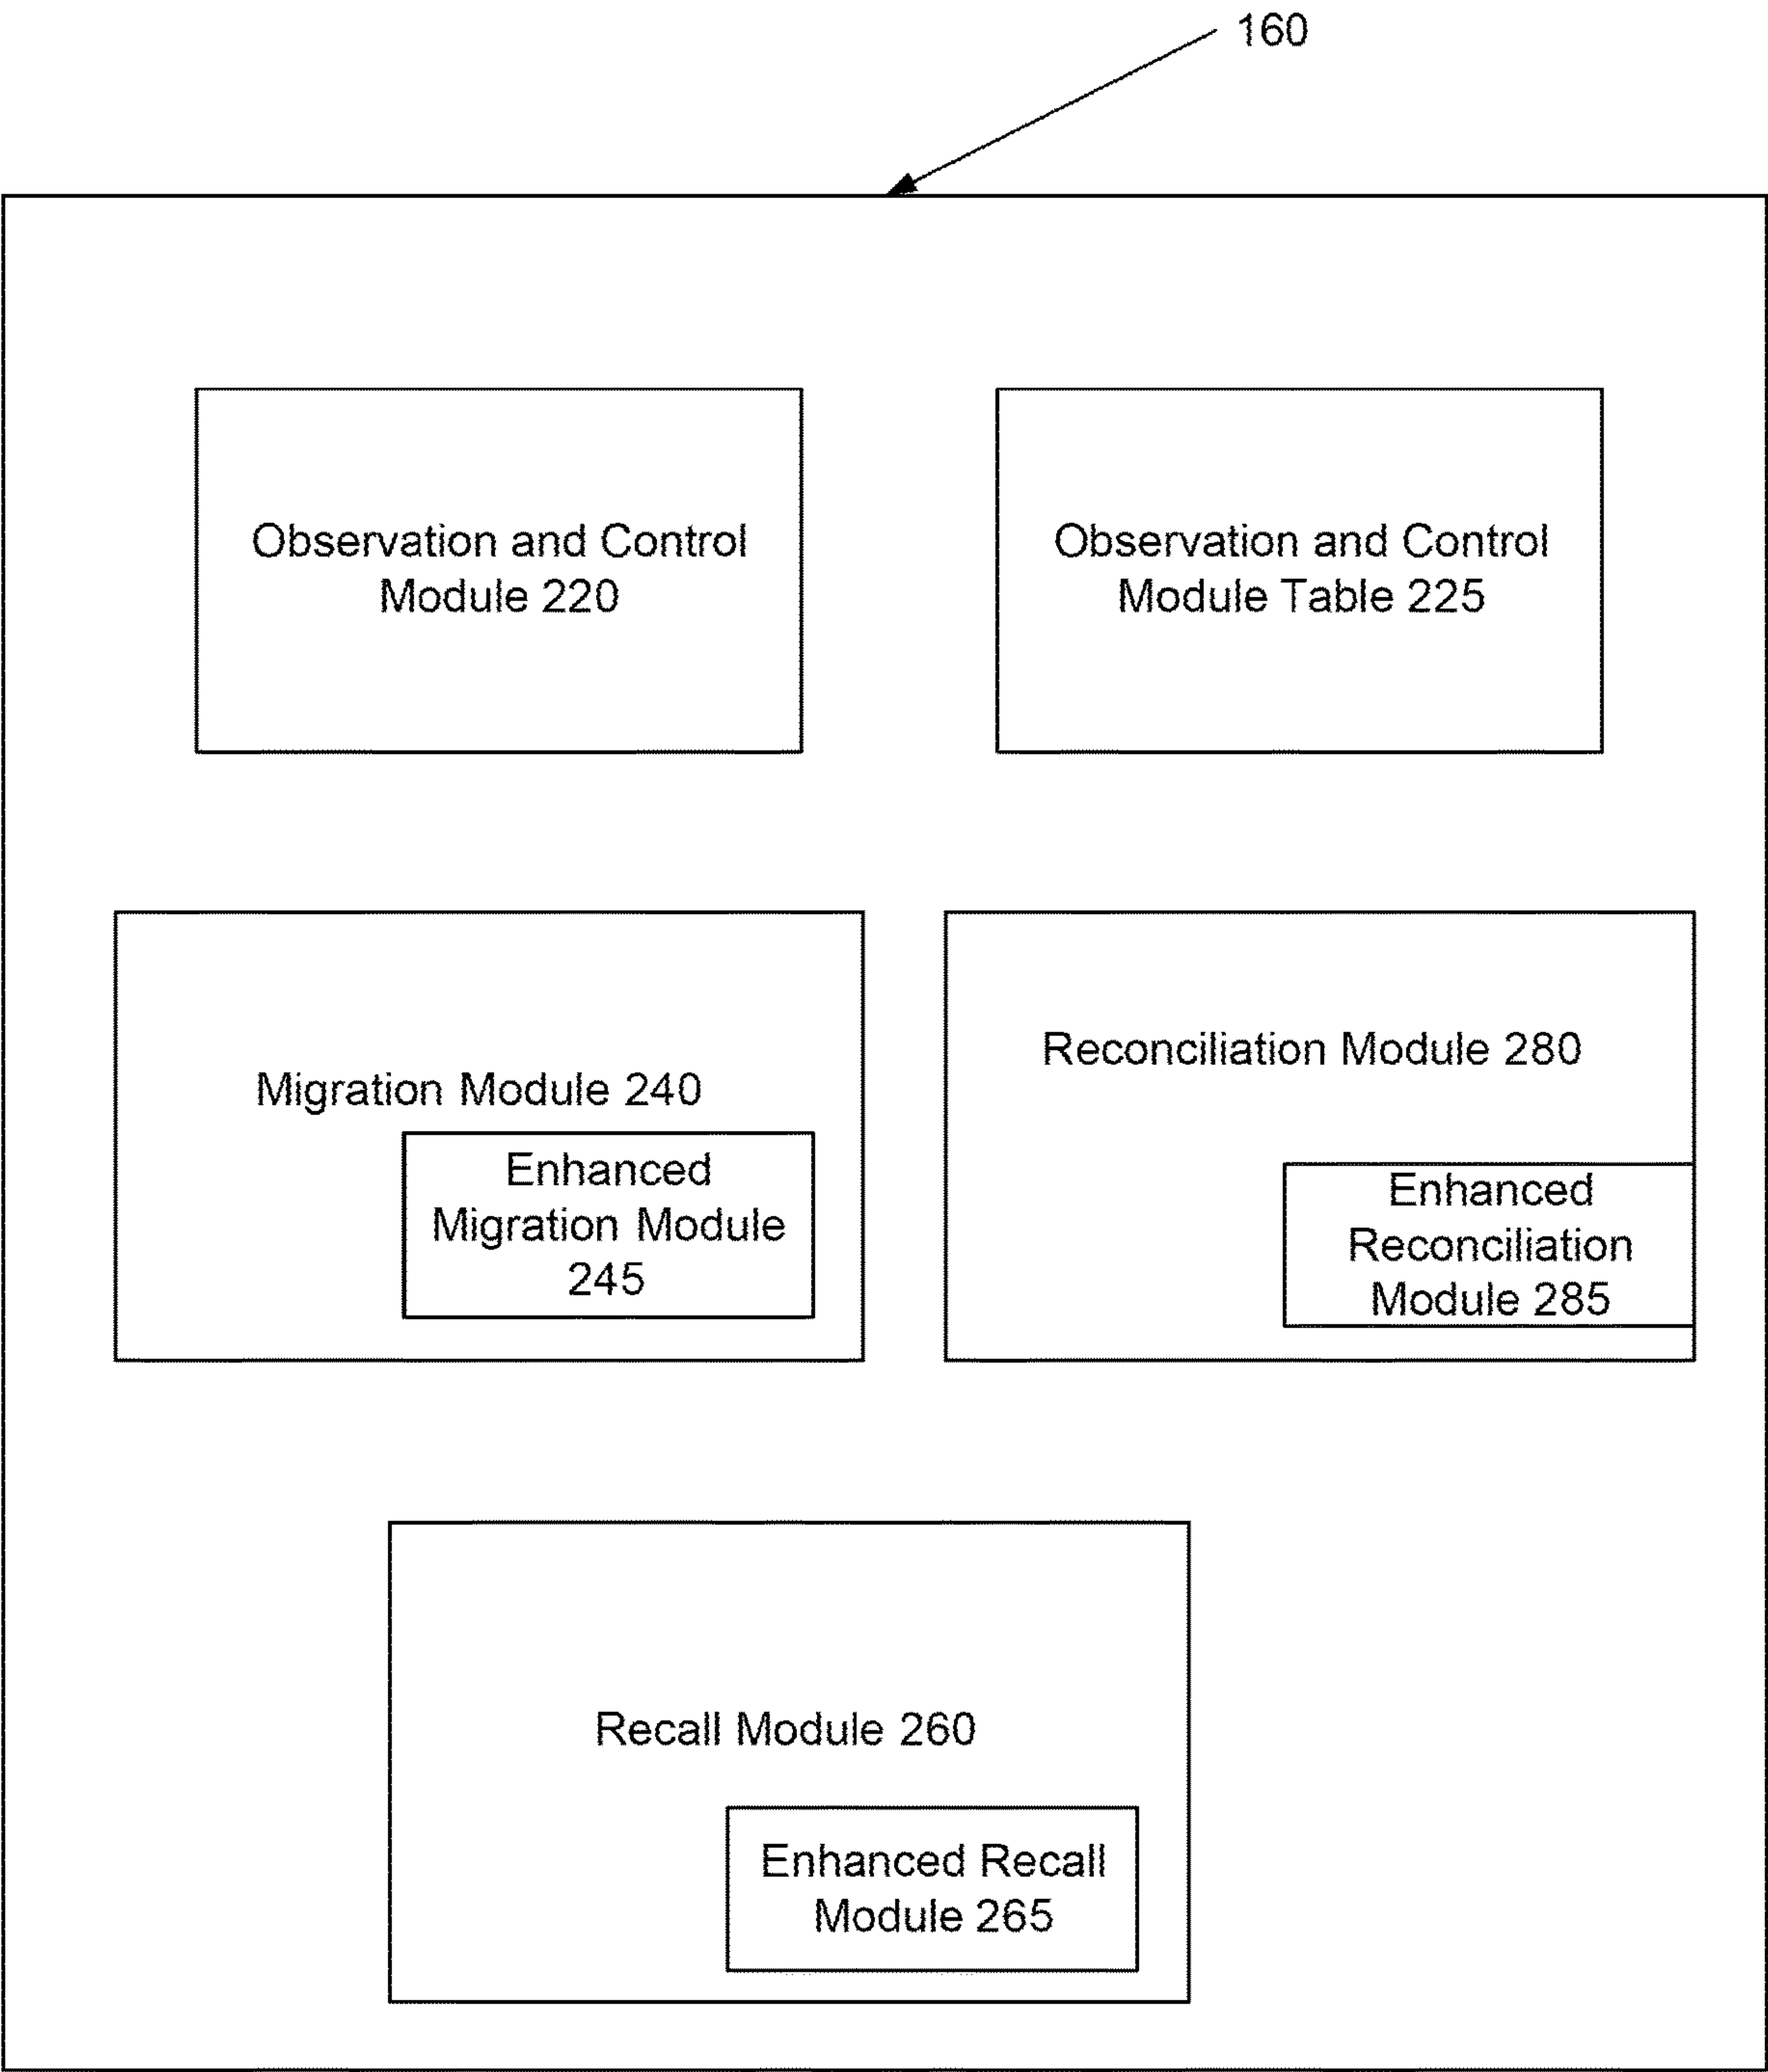 160
Observation and Control
Module 220
Observation and Control
Module Table 225
Migration Module 240
Enhanced
Migration Module
245
Reconciliation Module 280
Enhanced
Reconciliation
Module 285
Recall Module 260
Enhanced Recall
Module 265